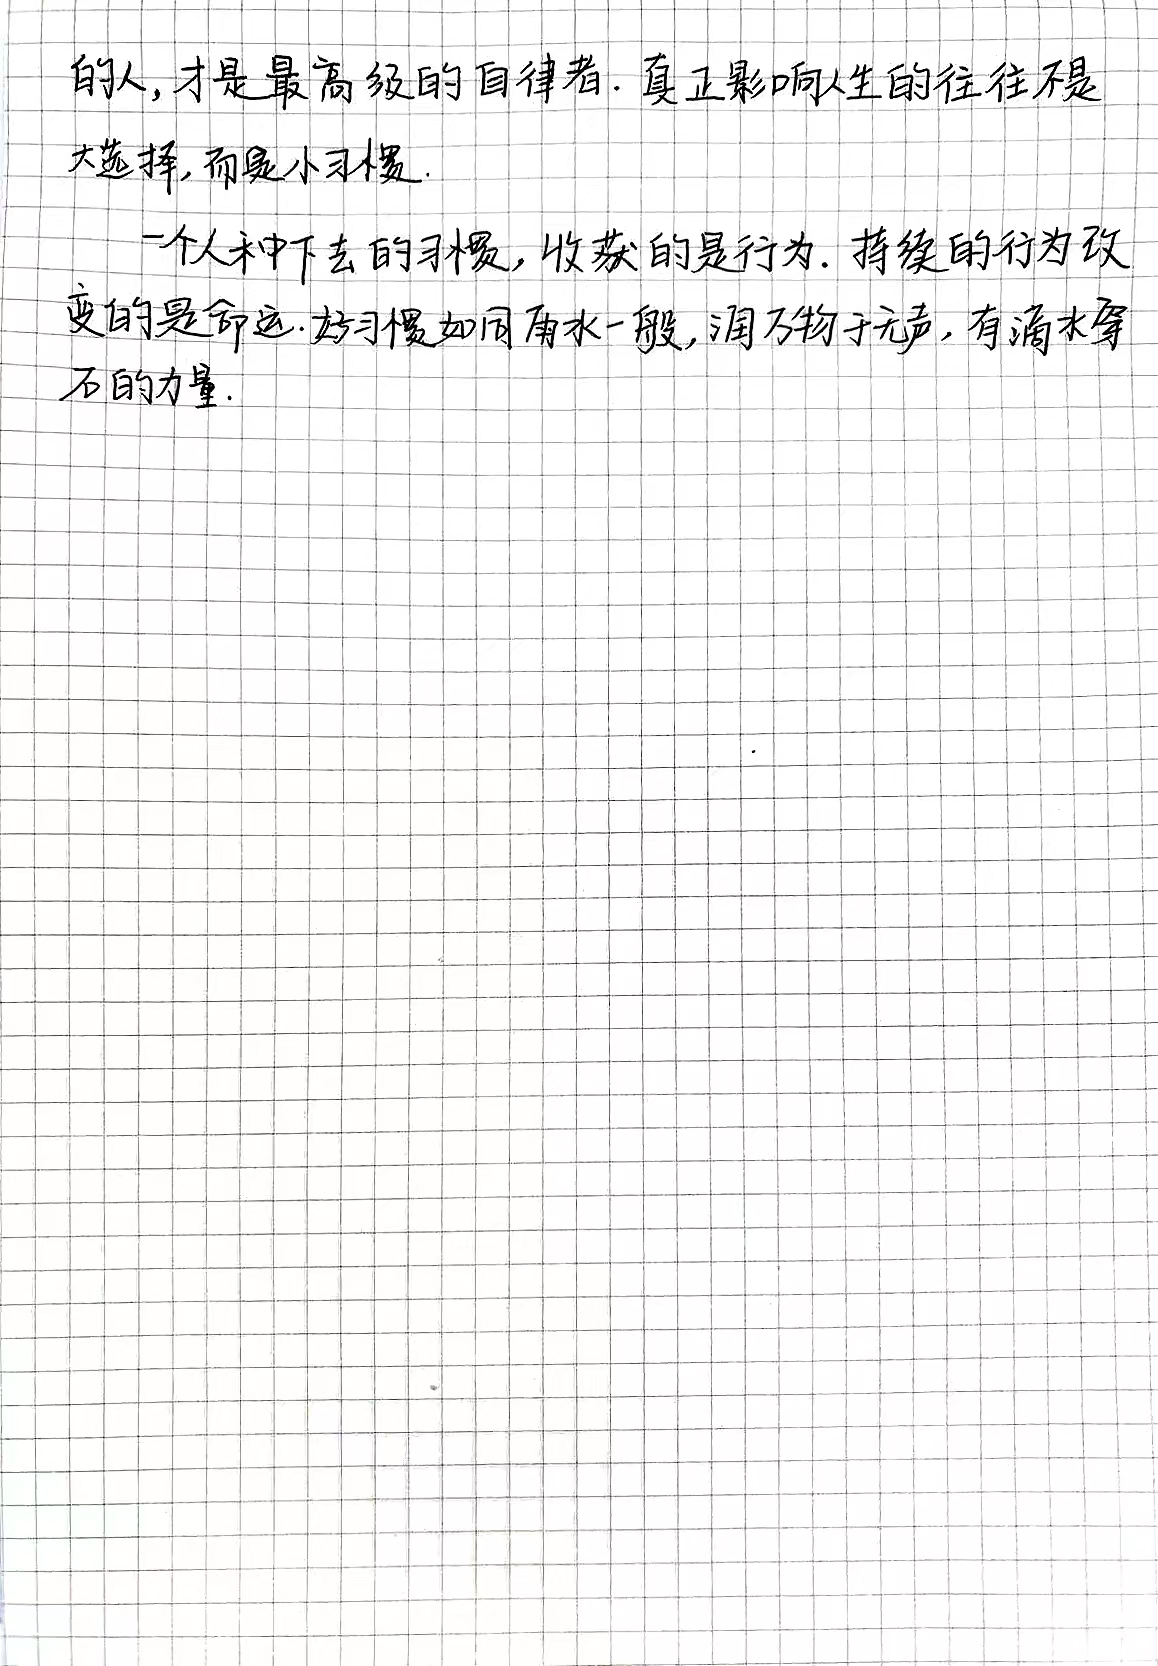 的人,才是最高级的自律者.真正影响人生的往往不是
大选择,而是小习惯.
一个人种下去的习惯,收获的是行为.持续的行为改
变的是命运.好习惯如同雨水一般,润万物于无声,有滴水穿
石的力量.